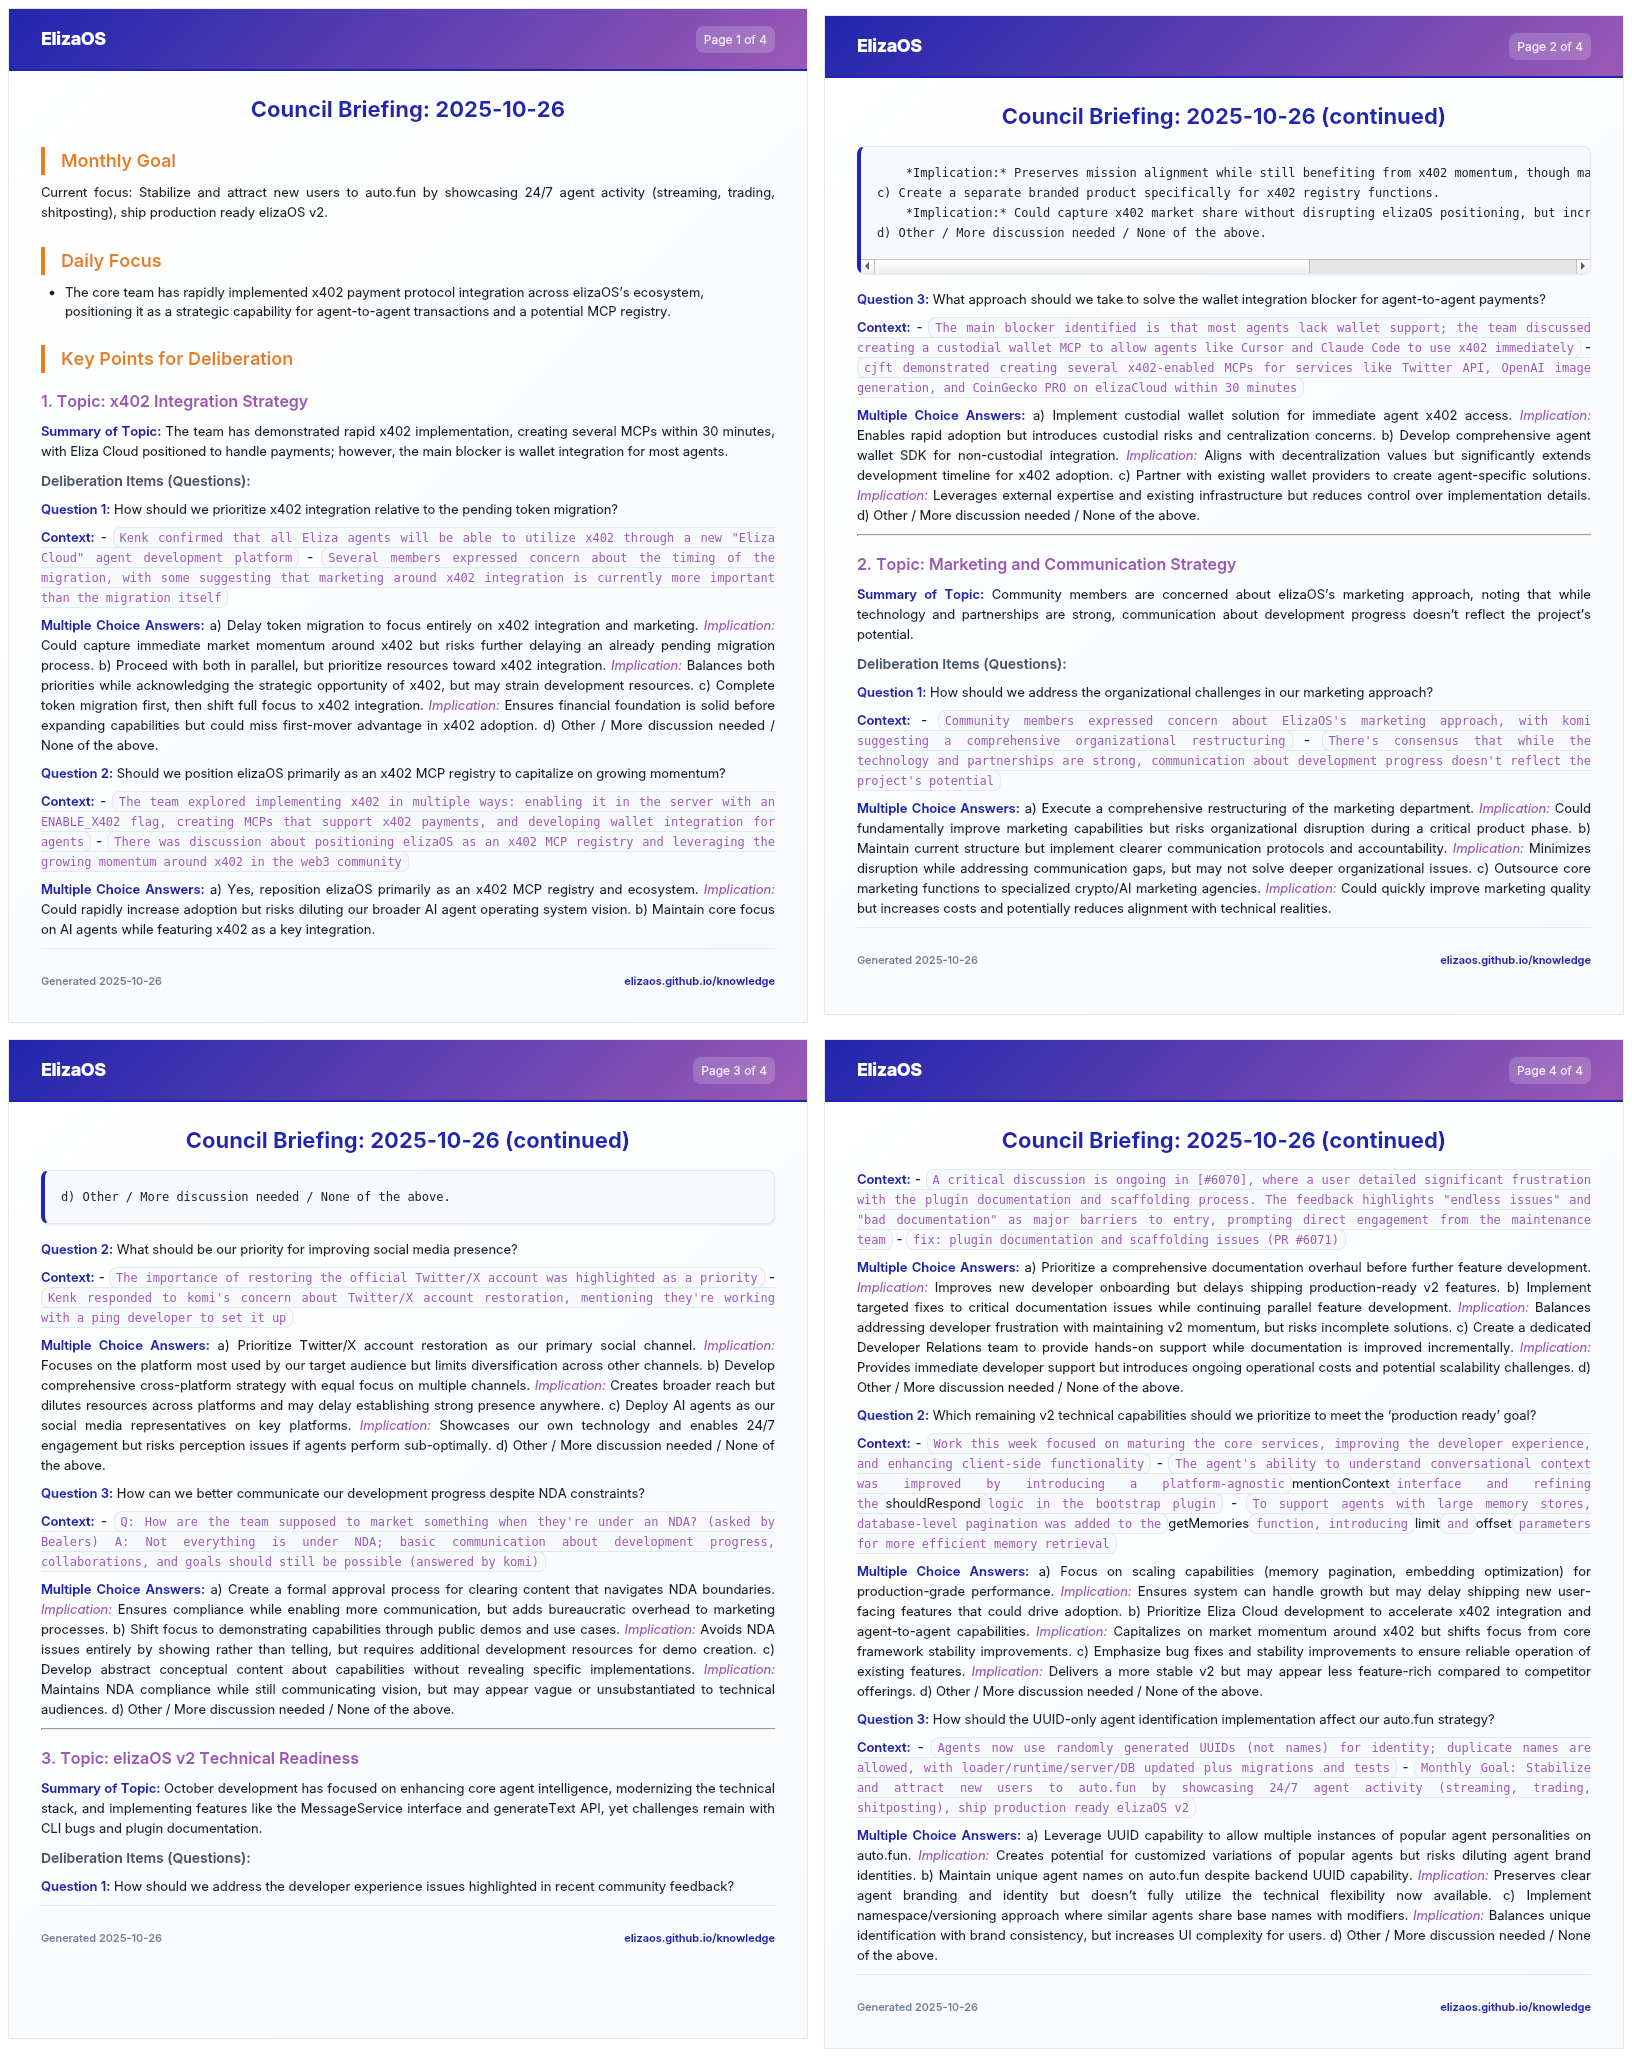 ElizaOS
Page 1 of 4
Council Briefing: 2025-10-26
Monthly Goal
Current focus: Stabilize and attract new users to auto.fun by showcasing 24/7 agent activity (streaming, trading,
shitposting), ship production ready elizaOS v2.
Daily Focus
• The core team has rapidly implemented x402 payment protocol integration across elizaOS’s ecosystem,
positioning it as a strategic capability for agent-to-agent transactions and a potential MCP registry.
Key Points for Deliberation
1. Topic: x402 Integration Strategy
Summary of Topic: The team has demonstrated rapid x402 implementation, creating several MCPs within 30 minutes,
with Eliza Cloud positioned to handle payments; however, the main blocker is wallet integration for most agents.
Deliberation Items (Questions):
Question 1: How should we prioritize x402 integration relative to the pending token migration?
Context: - Kenk confirmed that all Eliza agents will be able to utilize x402 through a new "Eliza
Cloud" agent development platform - Several members expressed concern about the timing of the
migration, with some suggesting that marketing around x402 integration is currently more important
than the migration itself
Multiple Choice Answers: a) Delay token migration to focus entirely on x402 integration and marketing. Implication:
Could capture immediate market momentum around x402 but risks further delaying an already pending migration
process. b) Proceed with both in parallel, but prioritize resources toward x402 integration. Implication: Balances both
priorities while acknowledging the strategic opportunity of x402, but may strain development resources. c) Complete
token migration first, then shift full focus to x402 integration. Implication: Ensures financial foundation is solid before
expanding capabilities but could miss first-mover advantage in x402 adoption. d) Other / More discussion needed /
None of the above.
Question 2: Should we position elizaOS primarily as an x402 MCP registry to capitalize on growing momentum?
Context: - The team explored implementing x402 in multiple ways: enabling it in the server with an
ENABLE_X402 flag, creating MCPs that support x402 payments, and developing wallet integration for
agents - There was discussion about positioning elizaOS as an x402 MCP registry and leveraging the
growing momentum around x402 in the web3 community
Multiple Choice Answers: a) Yes, reposition elizaOS primarily as an x402 MCP registry and ecosystem. Implication:
Could rapidly increase adoption but risks diluting our broader AI agent operating system vision. b) Maintain core focus
on AI agents while featuring x402 as a key integration.
Generated 2025-10-26
elizaos.github.io/knowledge
ElizaOS
Page 2 of 4
Council Briefing: 2025-10-26 (continued)
*Implication:* Preserves mission alignment while still benefiting from x402 momentum, though ma
c) Create a separate branded product specifically for x402 registry functions.
*Implication:* Could capture x402 market share without disrupting elizaOS positioning, but incr
d) Other / More discussion needed / None of the above.
Question 3: What approach should we take to solve the wallet integration blocker for agent-to-agent payments?
Context: - The main blocker identified is that most agents lack wallet support; the team discussed
creating a custodial wallet MCP to allow agents like Cursor and Claude Code to use x402 immediately -
cjft demonstrated creating several x402-enabled MCPs for services like Twitter API, OpenAI image
generation, and CoinGecko PRO on elizaCloud within 30 minutes
Multiple Choice Answers: a) Implement custodial wallet solution for immediate agent x402 access. Implication:
Enables rapid adoption but introduces custodial risks and centralization concerns. b) Develop comprehensive agent
wallet SDK for non-custodial integration. Implication: Aligns with decentralization values but significantly extends
development timeline for x402 adoption. c) Partner with existing wallet providers to create agent-specific solutions.
Implication: Leverages external expertise and existing infrastructure but reduces control over implementation details.
d) Other / More discussion needed / None of the above.
2. Topic: Marketing and Communication Strategy
Summary of Topic: Community members are concerned about elizaOS’s marketing approach, noting that while
technology and partnerships are strong, communication about development progress doesn’t reflect the project’s
potential.
Deliberation Items (Questions):
Question 1: How should we address the organizational challenges in our marketing approach?
Context: - Community members expressed concern about ElizaOS's marketing approach, with komi
suggesting a comprehensive organizational restructuring - There's consensus that while the
technology and partnerships are strong, communication about development progress doesn't reflect the
project's potential
Multiple Choice Answers: a) Execute a comprehensive restructuring of the marketing department. Implication: Could
fundamentally improve marketing capabilities but risks organizational disruption during a critical product phase. b)
Maintain current structure but implement clearer communication protocols and accountability. Implication: Minimizes
disruption while addressing communication gaps, but may not solve deeper organizational issues. c) Outsource core
marketing functions to specialized crypto/AI marketing agencies. Implication: Could quickly improve marketing quality
but increases costs and potentially reduces alignment with technical realities.
Generated 2025-10-26
elizaos.github.io/knowledge
ElizaOS
Page 3 of 4
Council Briefing: 2025-10-26 (continued)
d) Other / More discussion needed / None of the above.
Question 2: What should be our priority for improving social media presence?
Context: - The importance of restoring the official Twitter/X account was highlighted as a priority -
Kenk responded to komi's concern about Twitter/X account restoration, mentioning they're working
with a ping developer to set it up
Multiple Choice Answers: a) Prioritize Twitter/X account restoration as our primary social channel. Implication:
Focuses on the platform most used by our target audience but limits diversification across other channels. b) Develop
comprehensive cross-platform strategy with equal focus on multiple channels. Implication: Creates broader reach but
dilutes resources across platforms and may delay establishing strong presence anywhere. c) Deploy AI agents as our
social media representatives on key platforms. Implication: Showcases our own technology and enables 24/7
engagement but risks perception issues if agents perform sub-optimally. d) Other / More discussion needed / None of
the above.
Question 3: How can we better communicate our development progress despite NDA constraints?
Context: - Q: How are the team supposed to market something when they're under an NDA? (asked by
Bealers) A: Not everything is under NDA; basic communication about development progress,
collaborations, and goals should still be possible (answered by komi)
Multiple Choice Answers: a) Create a formal approval process for clearing content that navigates NDA boundaries.
Implication: Ensures compliance while enabling more communication, but adds bureaucratic overhead to marketing
processes. b) Shift focus to demonstrating capabilities through public demos and use cases. Implication: Avoids NDA
issues entirely by showing rather than telling, but requires additional development resources for demo creation. c)
Develop abstract conceptual content about capabilities without revealing specific implementations. Implication:
Maintains NDA compliance while still communicating vision, but may appear vague or unsubstantiated to technical
audiences. d) Other / More discussion needed / None of the above.
3. Topic: elizaOS v2 Technical Readiness
Summary of Topic: October development has focused on enhancing core agent intelligence, modernizing the technical
stack, and implementing features like the MessageService interface and generateText API, yet challenges remain with
CLI bugs and plugin documentation.
Deliberation Items (Questions):
Question 1: How should we address the developer experience issues highlighted in recent community feedback?
Generated 2025-10-26
elizaos.github.io/knowledge
ElizaOS
Page 4 of 4
Council Briefing: 2025-10-26 (continued)
Context: - A critical discussion is ongoing in [#6070], where a user detailed significant frustration
with the plugin documentation and scaffolding process. The feedback highlights "endless issues" and
"bad documentation" as major barriers to entry, prompting direct engagement from the maintenance
team - fix: plugin documentation and scaffolding issues (PR #6071)
Multiple Choice Answers: a) Prioritize a comprehensive documentation overhaul before further feature development.
Implication: Improves new developer onboarding but delays shipping production-ready v2 features. b) Implement
targeted fixes to critical documentation issues while continuing parallel feature development. Implication: Balances
addressing developer frustration with maintaining v2 momentum, but risks incomplete solutions. c) Create a dedicated
Developer Relations team to provide hands-on support while documentation is improved incrementally. Implication:
Provides immediate developer support but introduces ongoing operational costs and potential scalability challenges. d)
Other / More discussion needed / None of the above.
Question 2: Which remaining v2 technical capabilities should we prioritize to meet the ‘production ready’ goal?
Context: - Work this week focused on maturing the core services, improving the developer experience,
and enhancing client-side functionality - The agent's ability to understand conversational context
was improved by introducing a platform-agnostic mentionContext interface and refining
the shouldRespond logic in the bootstrap plugin - To support agents with large memory stores,
database-level pagination was added to the getMemories function, introducing limit and offset parameters
for more efficient memory retrieval
Multiple Choice Answers: a) Focus on scaling capabilities (memory pagination, embedding optimization) for
production-grade performance. Implication: Ensures system can handle growth but may delay shipping new user-
facing features that could drive adoption. b) Prioritize Eliza Cloud development to accelerate x402 integration and
agent-to-agent capabilities. Implication: Capitalizes on market momentum around x402 but shifts focus from core
framework stability improvements. c) Emphasize bug fixes and stability improvements to ensure reliable operation of
existing features. Implication: Delivers a more stable v2 but may appear less feature-rich compared to competitor
offerings. d) Other / More discussion needed / None of the above.
Question 3: How should the UUID-only agent identification implementation affect our auto.fun strategy?
Context: - Agents now use randomly generated UUIDs (not names) for identity; duplicate names are
allowed, with loader/runtime/server/DB updated plus migrations and tests - Monthly Goal: Stabilize
and attract new users to auto.fun by showcasing 24/7 agent activity (streaming, trading,
shitposting), ship production ready elizaOS v2
Multiple Choice Answers: a) Leverage UUID capability to allow multiple instances of popular agent personalities on
auto.fun. Implication: Creates potential for customized variations of popular agents but risks diluting agent brand
identities. b) Maintain unique agent names on auto.fun despite backend UUID capability. Implication: Preserves clear
agent branding and identity but doesn’t fully utilize the technical flexibility now available. c) Implement
namespace/versioning approach where similar agents share base names with modifiers. Implication: Balances unique
identification with brand consistency, but increases UI complexity for users. d) Other / More discussion needed / None
of the above.
Generated 2025-10-26
elizaos.github.io/knowledge